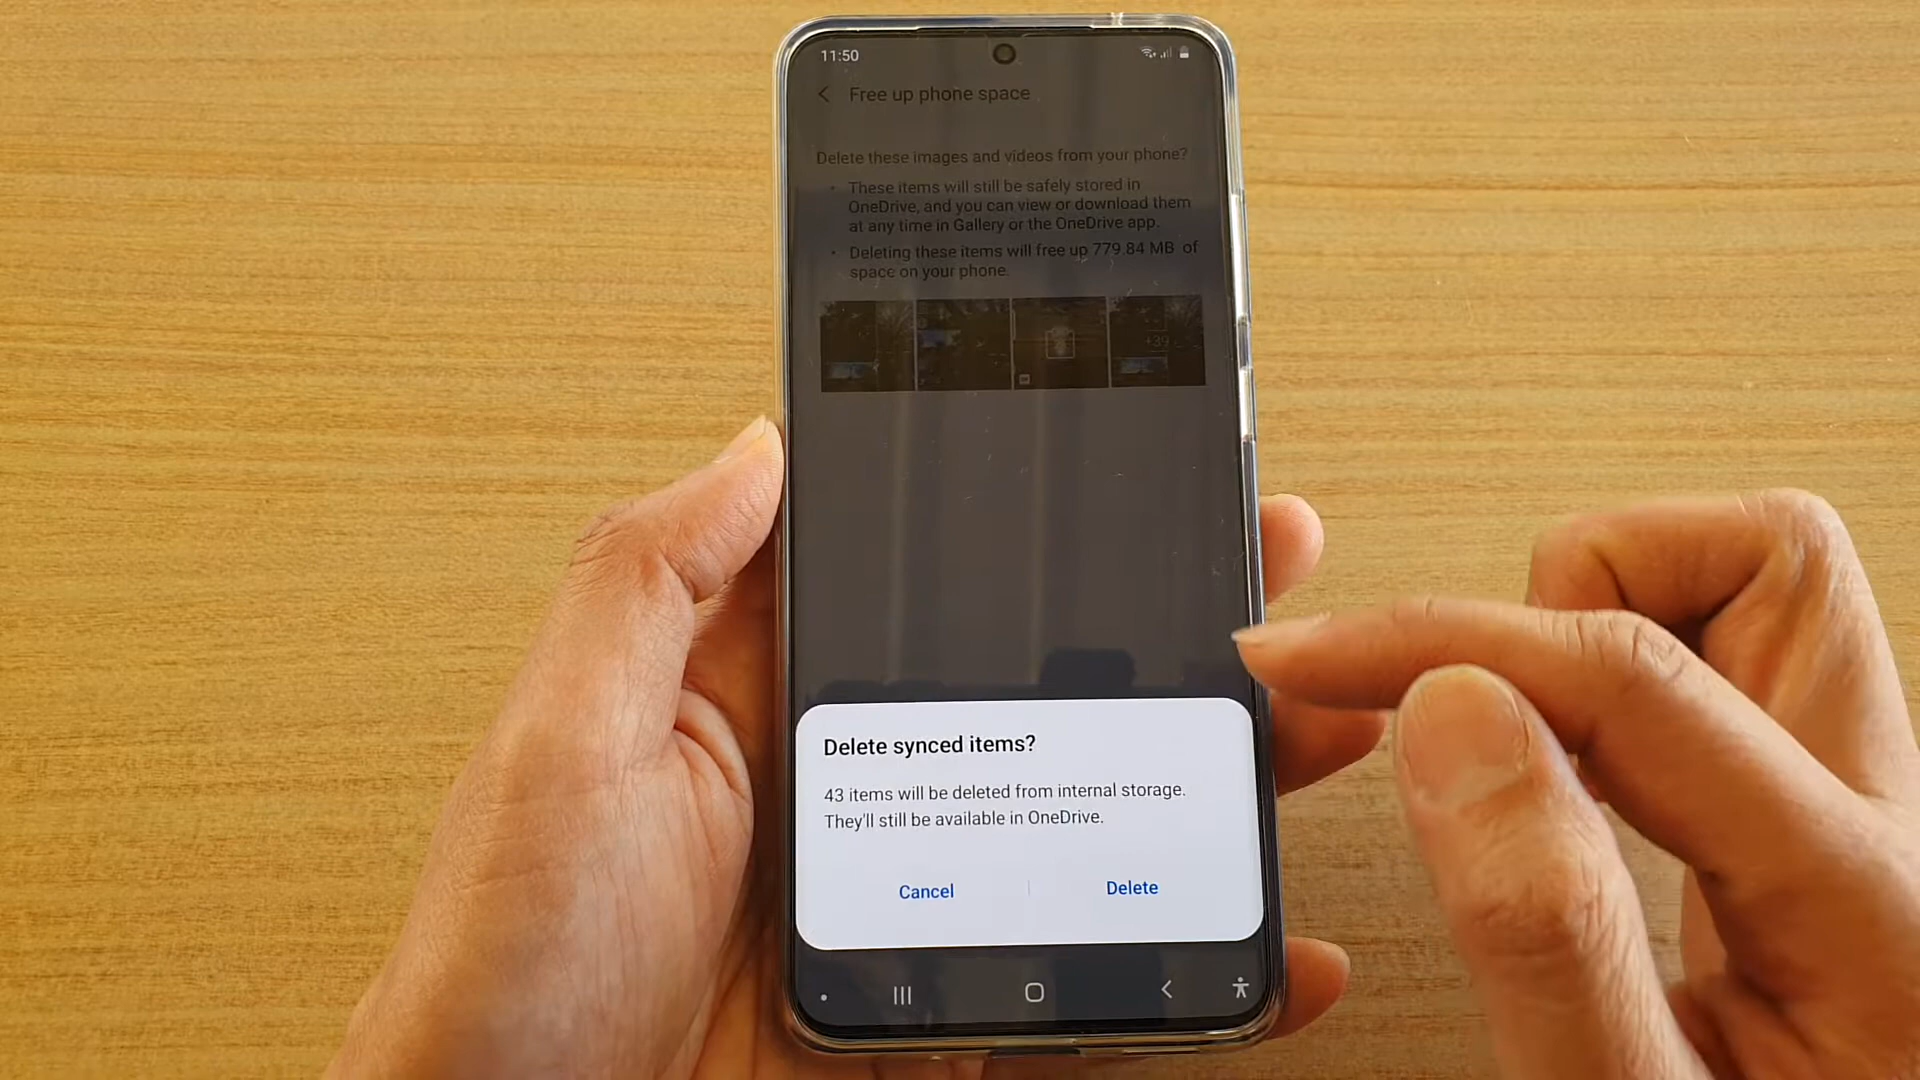 11:50
Free up phone space
Delete these images and videos from your phone?
• These items will still be safely stored in
OneDrive, and you can view or download them
at any time in Gallery or the OneDrive app.
• Deleting these items will free up 779.84 MB of
space on your phone.
+39
Delete synced items?
43 items will be deleted from internal storage.
They'll still be available in OneDrive.
Cancel
Delete